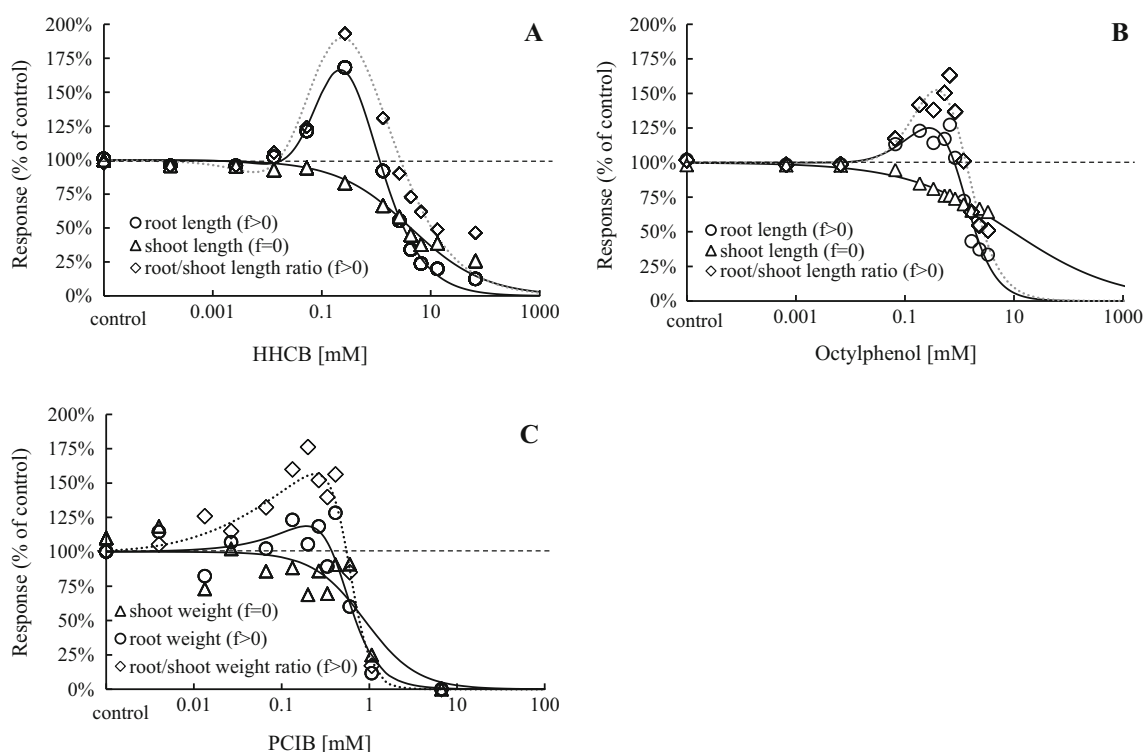 A
Response (% of control)
200%
175%
150%
125%
100%
75%
50%
25%
0%
root length (f>0)
shoot length (f=0)
root/shoot length ratio (f>0)
control
0.001
0.1
10
1000
HHCB [mM]
B
Response (% of control)
200%
175%
150%
125%
100%
75%
50%
25%
0%
root length (f>0)
shoot length (f=0)
root/shoot length ratio (f>0)
control
0.001
0.1
10
1000
Octylphenol [mM]
C
Response (% of control)
200%
175%
150%
125%
100%
75%
50%
25%
0%
shoot weight (f=0)
root weight (f>0)
root/shoot weight ratio (f>0)
control
0.01
0.1
1
10
100
PCIB [mM]